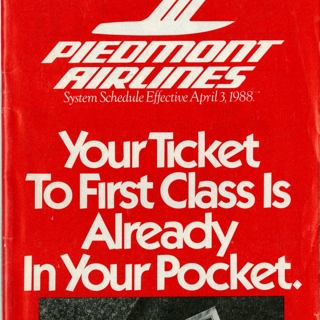 PIEDMONT
AIRLINES
System Schedule Effective April 3, 1988.
Your Ticket
To First Class Is
Already
In Your Pocket.